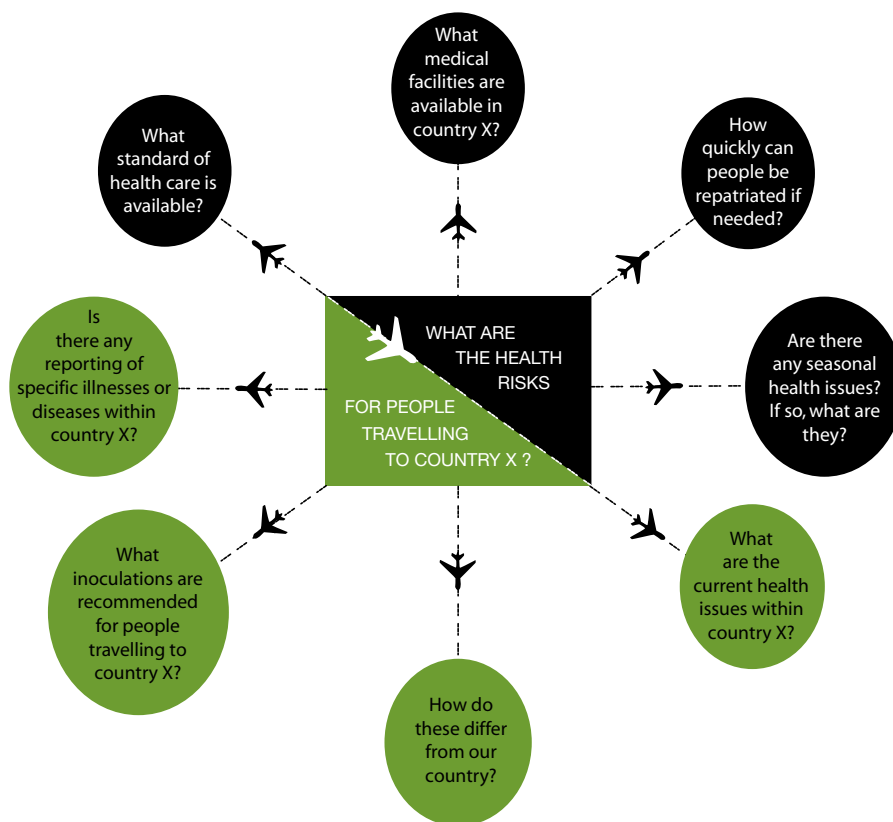 What
medical
facilities are
available in
country X?
What
standard of
health care is
available?
How
quickly can
people be
repatriated if
needed?
Is
there any
reporting of
specific illnesses or
diseases within
country X?
WHAT ARE
THE HEALTH
RISKS
FOR PEOPLE
TRAVELLING
TO COUNTRY X ?
Are there
any seasonal
health issues?
If so, what are
they?
What
inoculations are
recommended
for people
travelling to
country X?
What
are the
current health
issues within
country X?
How do
these differ
from our
country?